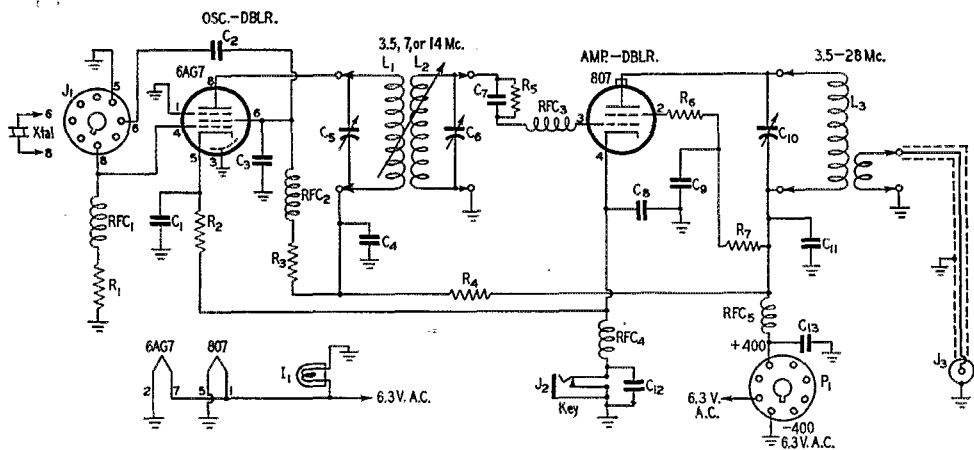 OSC.-DBLR.
C2
6AG7
3.5, 7, or 14 Mc.
L1 L2
AMP.-DBLR.
807
3.5-28 Mc.
J1
5
6
8
Xtal
6
8
8
1
4
6
5
3
C3
C5
C6
C7
R5
RFC3
3
2
4
R6
C10
L3
RFC1
R1
C1
R2
RFC2
R3
C4
C8
C9
R7
C11
R4
RFC4
RFC5
+400
C13
6AG7
807
2
7
5
1
I1
6.3 V. A.C.
J2
Key
C12
6.3 V.
A.C.
P1
-400
6.3 V. A.C.
J3